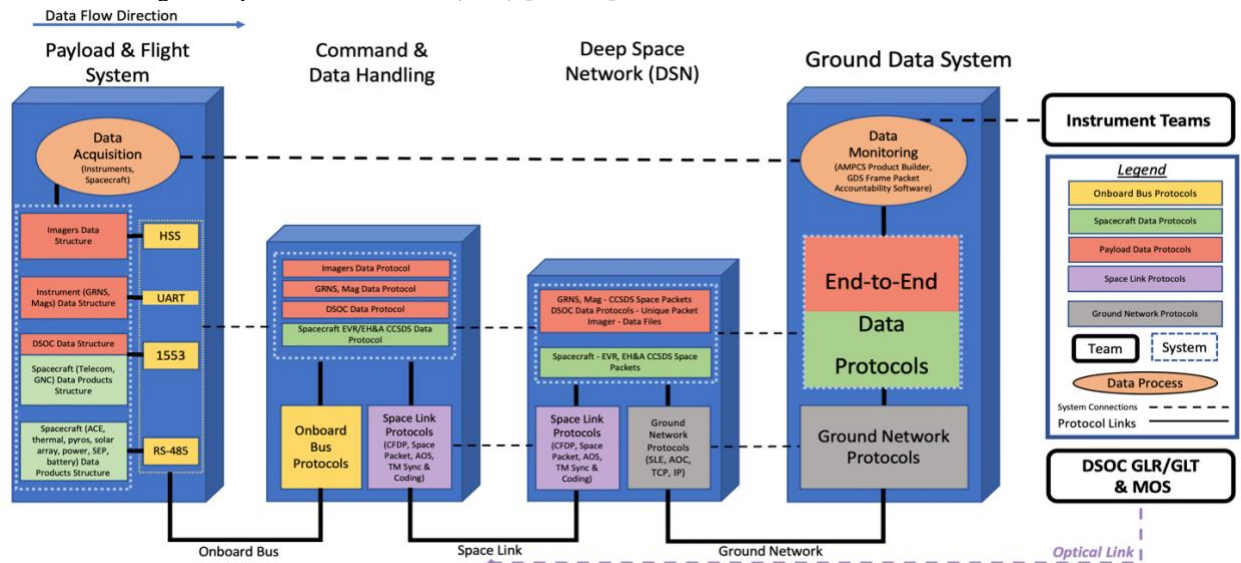 Data Flow Direction
Payload & Flight
System
Command &
Data Handling
Deep Space
Network (DSN)
Ground Data System
Data
Acquisition
(Instruments,
Spacecraft)
Imagers Data
Structure
HSS
Instrument (GRNS,
Mags) Data Structure
UART
DSOC Data Structure
1553
Spacecraft (Telecom,
GNC) Data Products
Structure
Spacecraft (ACE,
thermal, pyros, solar
array, power, SEP,
battery) Data
Products Structure
RS-485
Imagers Data Protocol
GRNS, Mag Data Protocol
DSOC Data Protocol
Spacecraft EVR/EH&A CCSDS Data
Protocol
Onboard
Bus
Protocols
Space Link
Protocols
(CFDP, Space
Packet, AOS,
TM Sync &
Coding)
GRNS, Mag - CCSDS Space Packets
DSOC Data Protocols - Unique Packet
Imager - Data Files
Spacecraft - EVR, EH&A CCSDS Space
Packets
Space Link
Protocols
(CFDP, Space
Packet, AOS,
TM Sync &
Coding)
Ground
Network
Protocols
(SLE, AOC,
TCP, IP)
Data
Monitoring
(AMPCS Product Builder,
GDS Frame Packet
Accountability Software)
End-to-End
Data
Protocols
Ground Network
Protocols
Instrument Teams
Legend
Onboard Bus Protocols
Spacecraft Data Protocols
Payload Data Protocols
Space Link Protocols
Ground Network Protocols
Team
System
Data Process
System Connections
Protocol Links
DSOC GLR/GLT
& MOS
Onboard Bus
Space Link
Ground Network
Optical Link